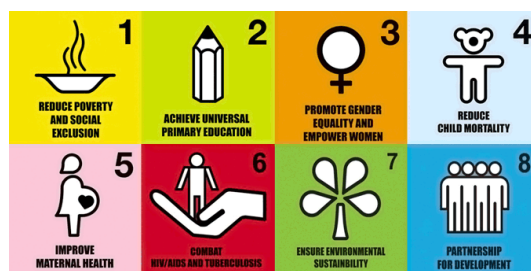 1
REDUCE POVERTY
AND SOCIAL
EXCLUSION
2
ACHIEVE UNIVERSAL
PRIMARY EDUCATION
3
PROMOTE GENDER
EQUALITY AND
EMPOWER WOMEN
4
REDUCE
CHILD MORTALITY
5
IMPROVE
MATERNAL HEALTH
6
COMBAT
HIV/AIDS AND TUBERCULOSIS
7
ENSURE ENVIRONMENTAL
SUSTAINBILITY
8
PARTNERSHIP
FOR DEVELOPMENT